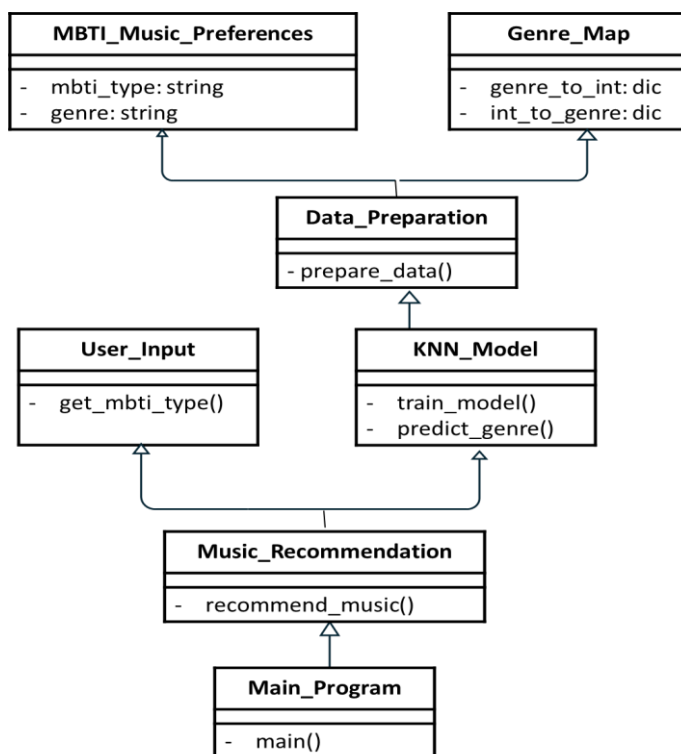 MBTI_Music_Preferences
- mbti_type: string
- genre: string
Genre_Map
- genre_to_int: dic
- int_to_genre: dic
Data_Preparation
- prepare_data()
User_Input
- get_mbti_type()
KNN_Model
- train_model()
- predict_genre()
Music_Recommendation
- recommend_music()
Main_Program
- main()